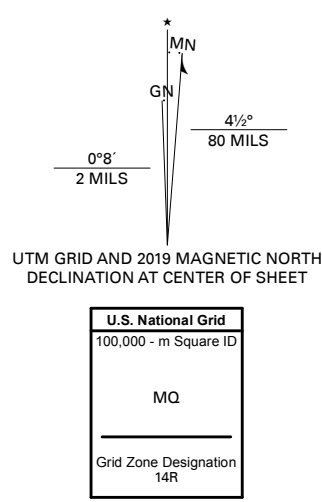 ★
MN
GN
4½°
80 MILS
0°8´
2 MILS
UTM GRID AND 2019 MAGNETIC NORTH
DECLINATION AT CENTER OF SHEET
U.S. National Grid
100,000 - m Square ID
MQ
Grid Zone Designation
14R